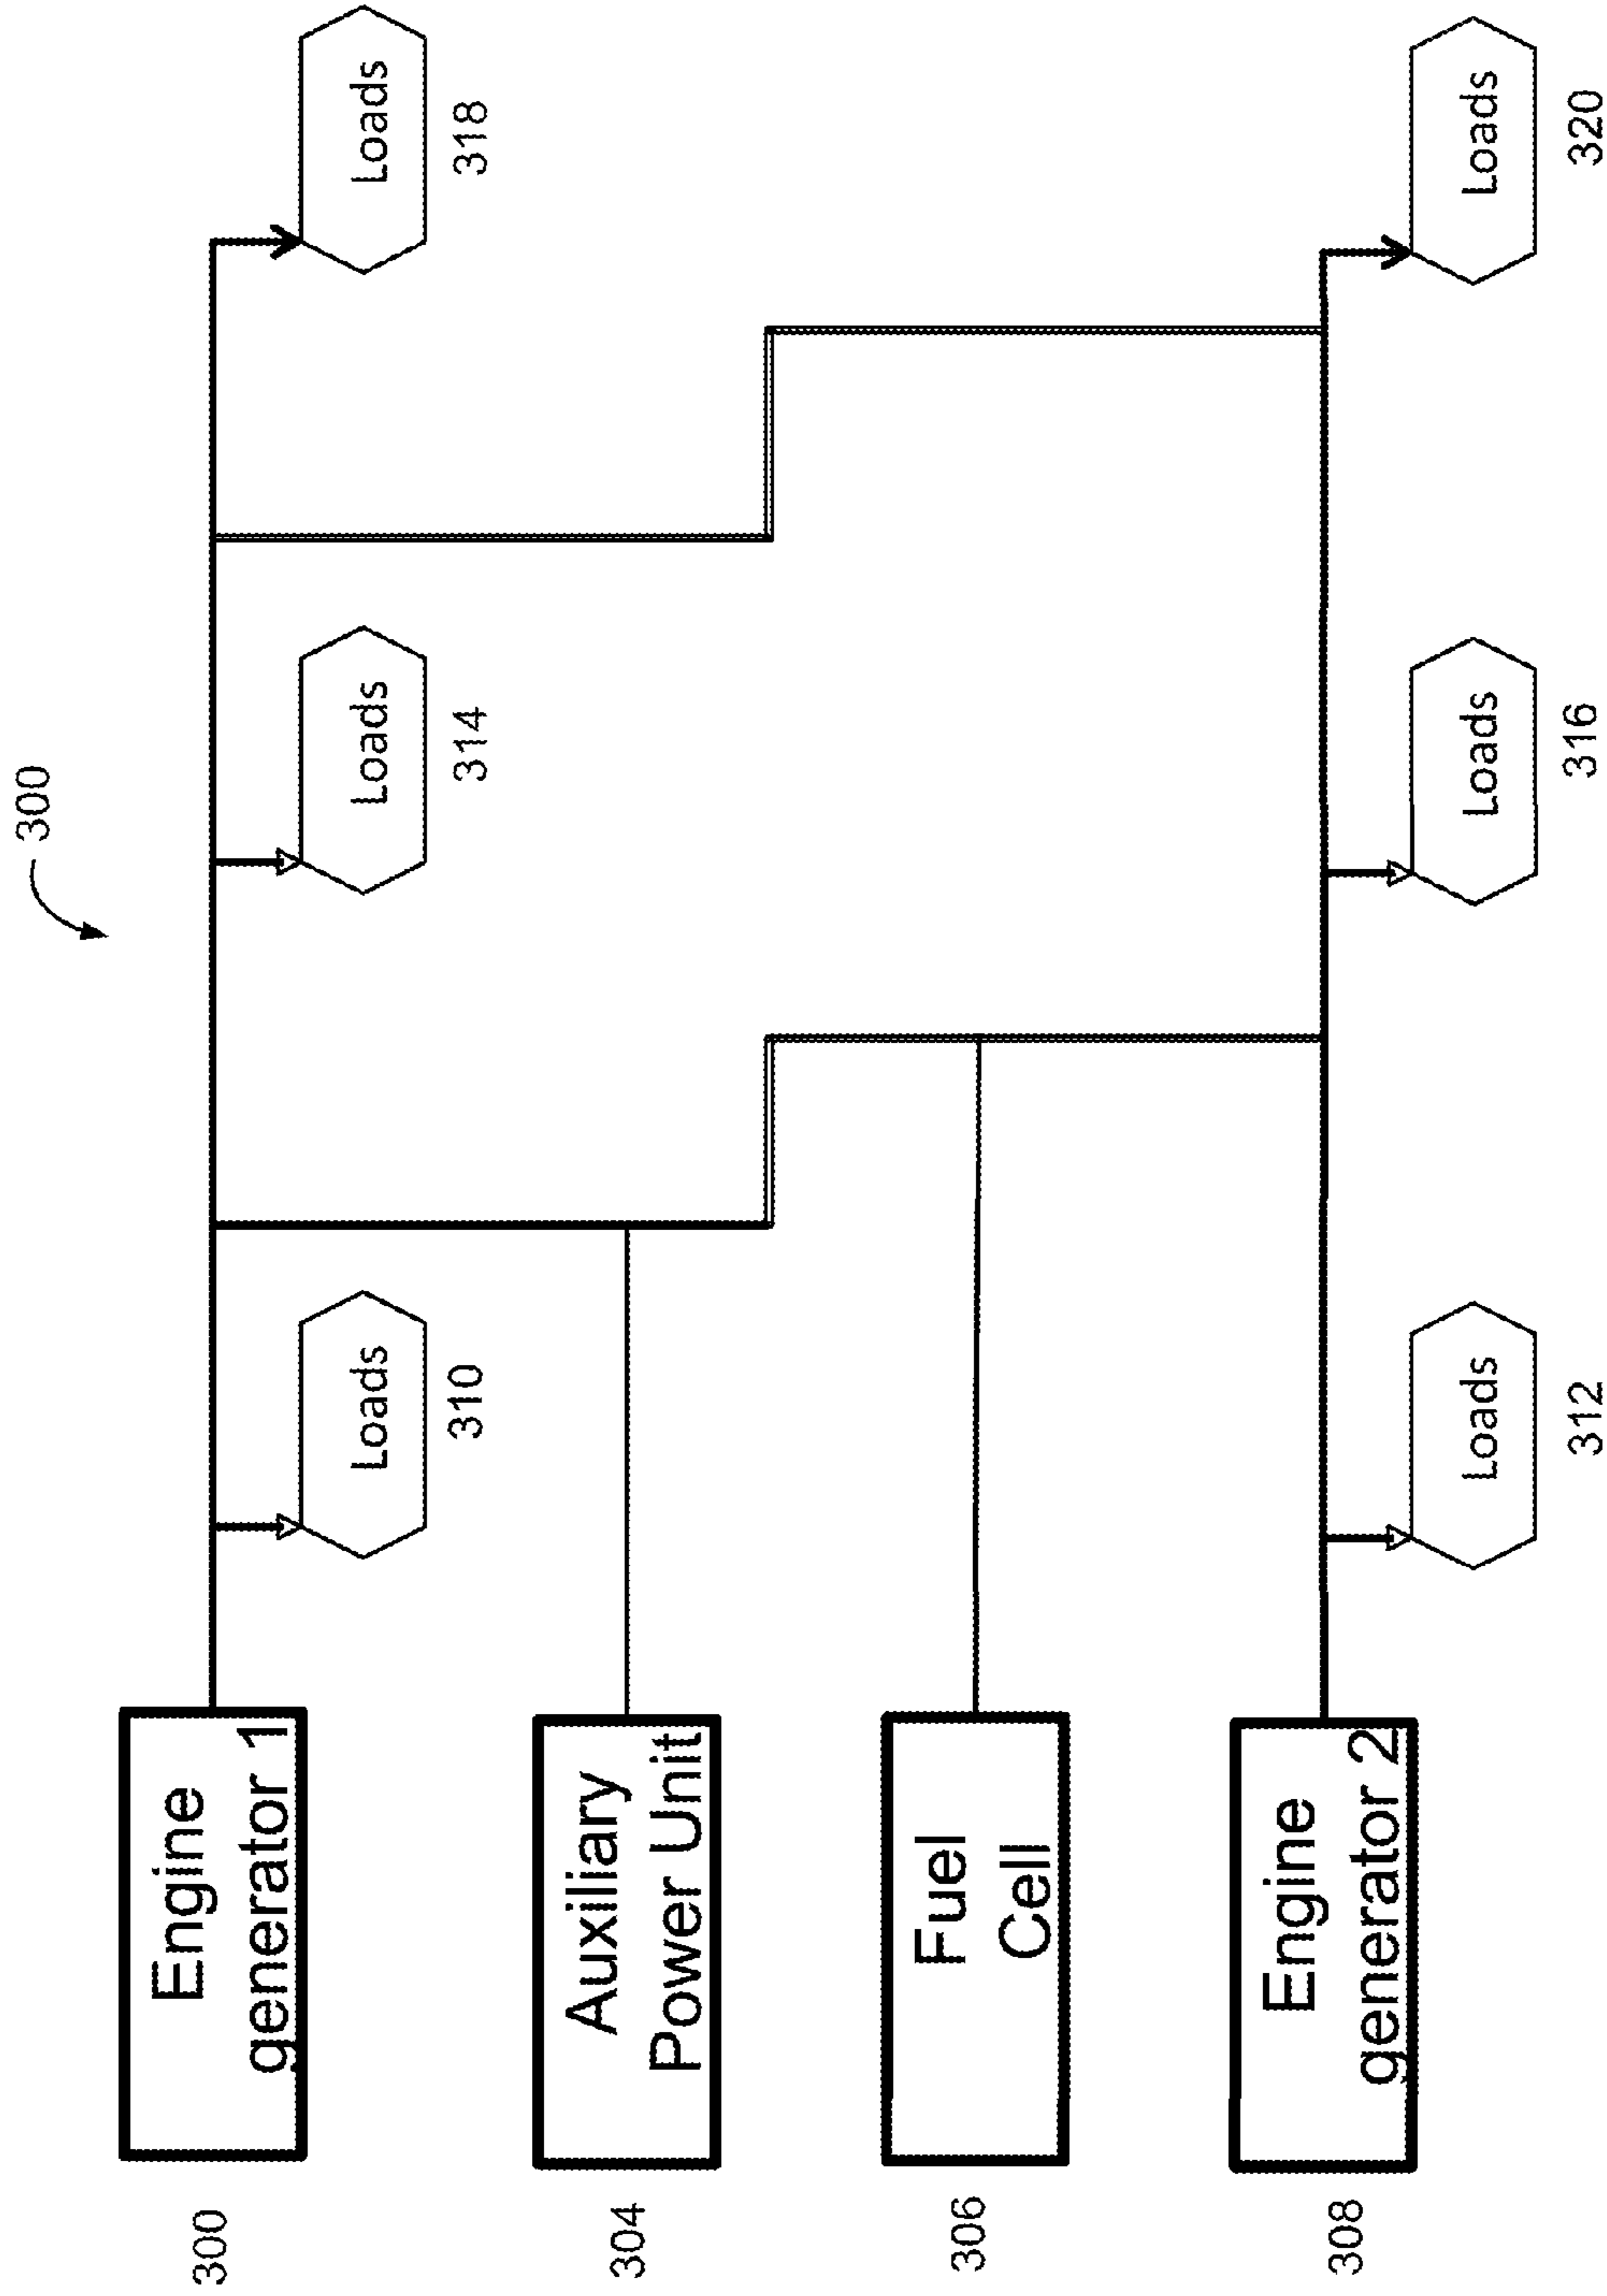 300
Engine
generator 1
300
Loads
310
Loads
314
Loads
318
Auxiliary
Power Unit
304
Fuel
Cell
306
Engine
generator 2
308
Loads
312
Loads
316
Loads
320